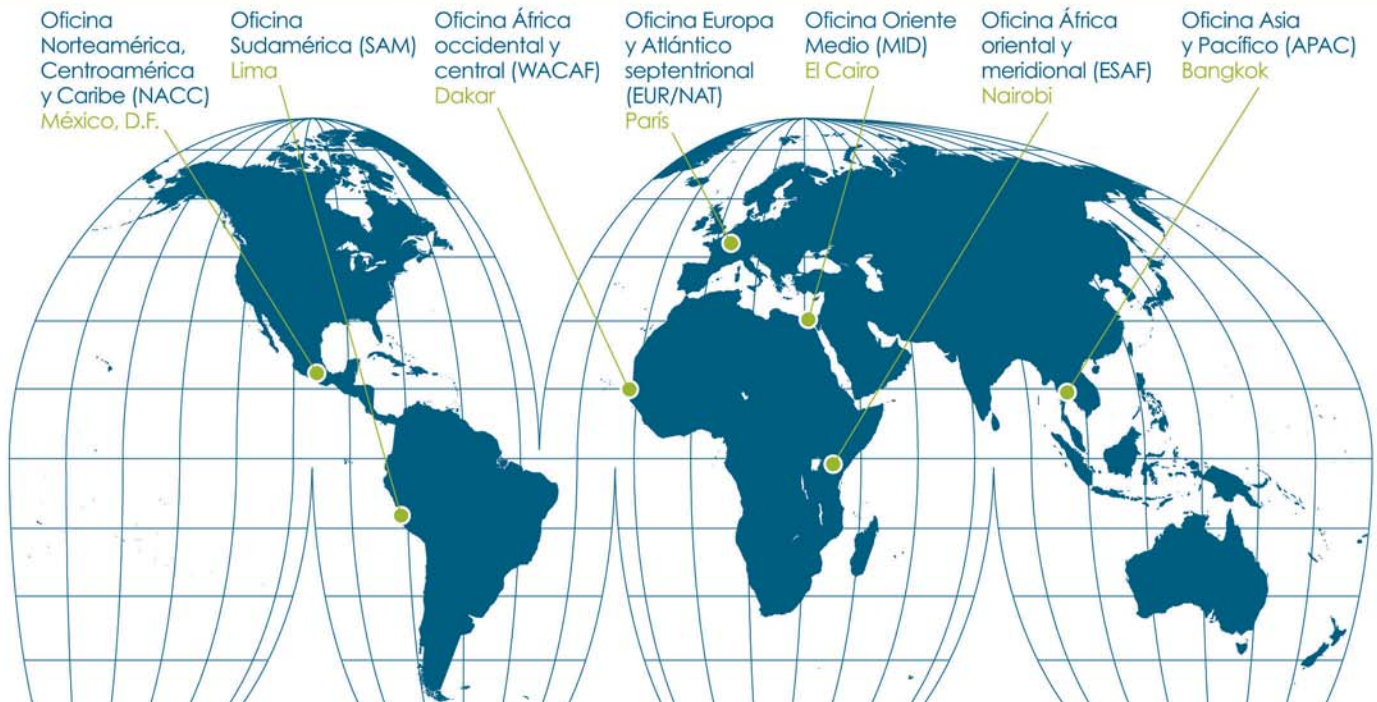 Oficina
Norteamérica,
Centroamérica
y Caribe (NACC)
México, D.F.
Oficina
Sudamérica (SAM)
Lima
Oficina África
occidental y
central (WACAF)
Dakar
Oficina Europa
y Atlántico
septentrional
(EUR/NAT)
París
Oficina Oriente
Medio (MID)
El Cairo
Oficina África
oriental y
meridional (ESAF)
Nairobi
Oficina Asia
y Pacífico (APAC)
Bangkok